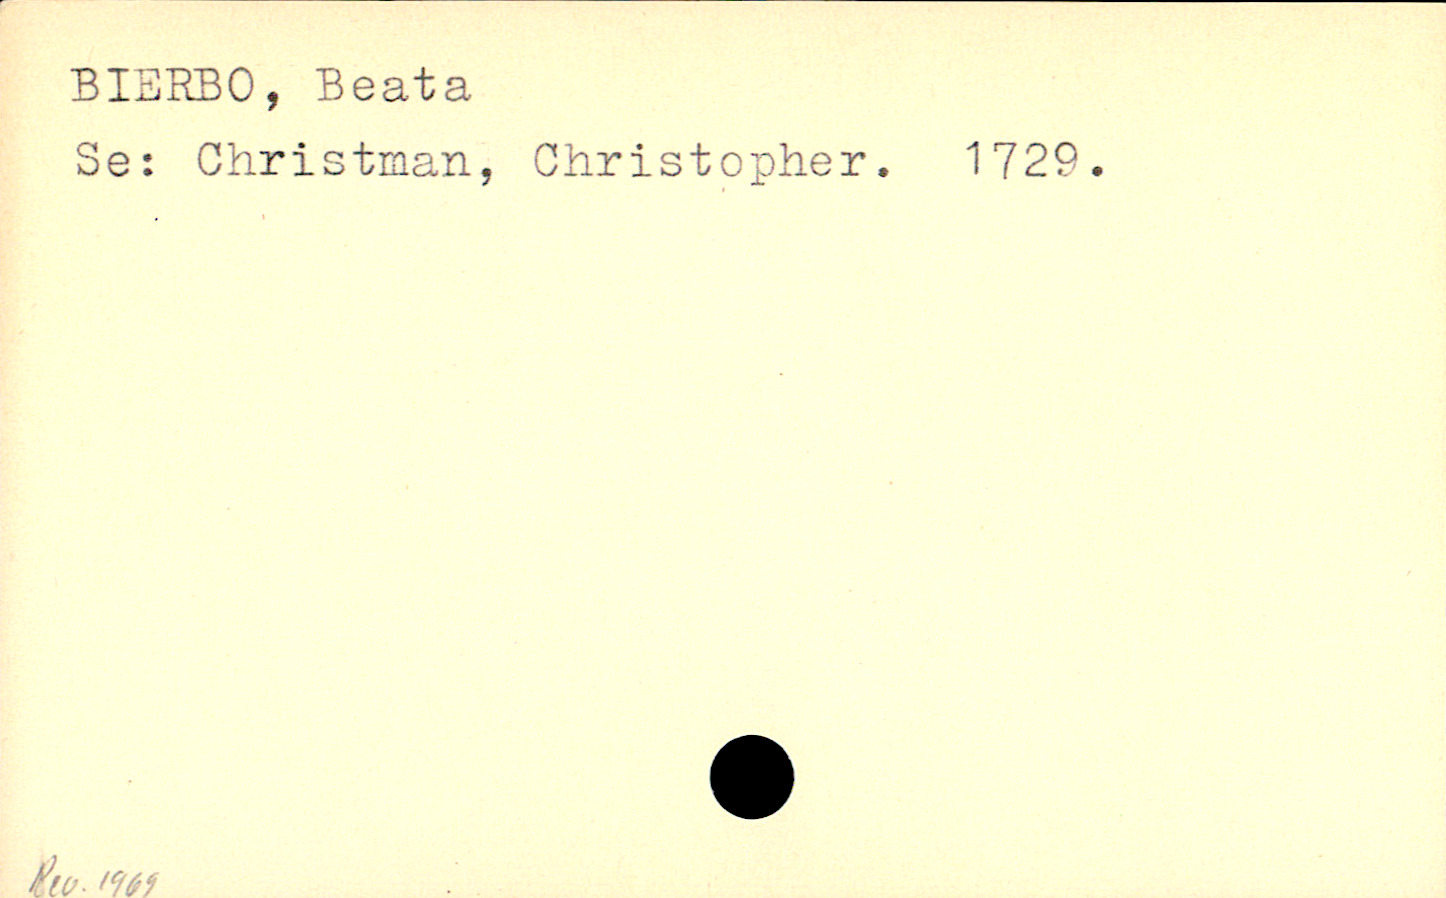 BIERBO, Beata
Se: Christman, Christopher. 1729.
Rev. 1969